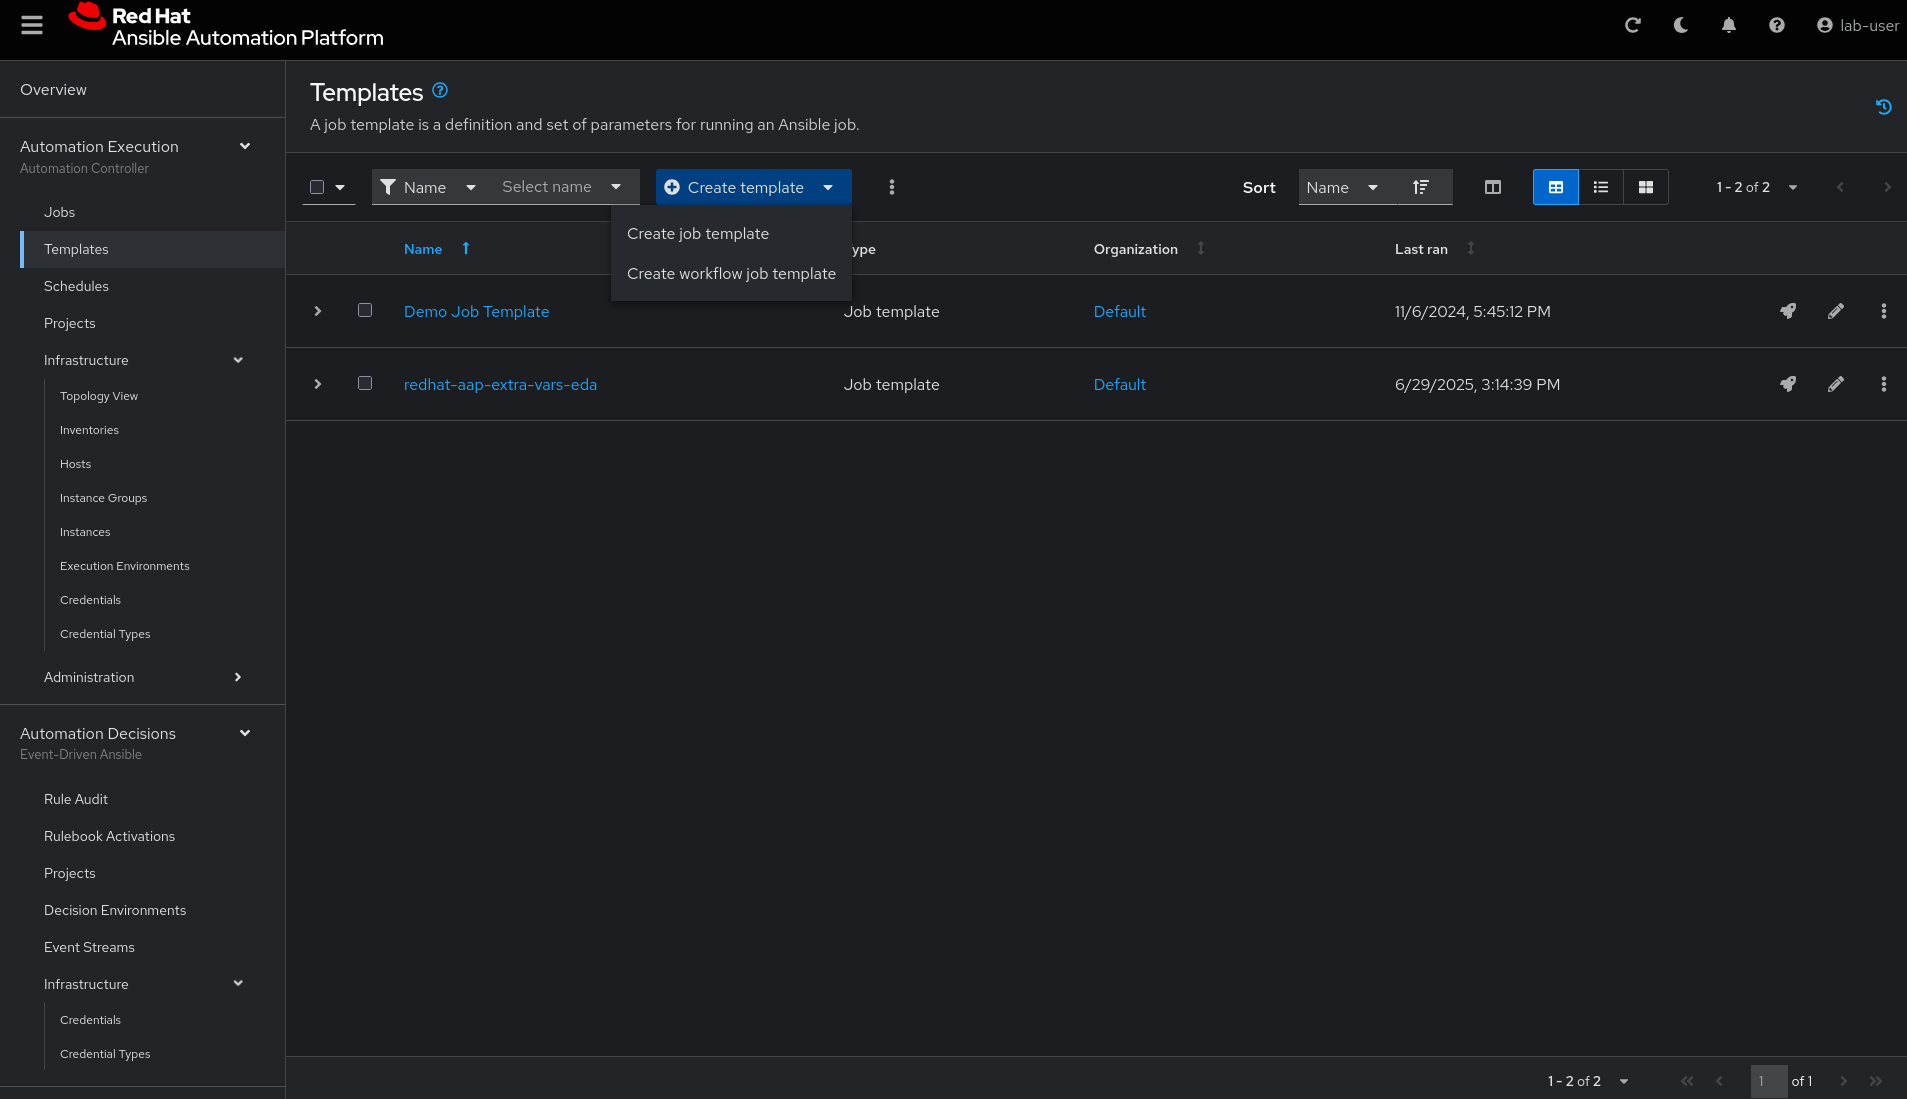 Red Hat
Ansible Automation Platform
lab-user
Overview
Automation Execution
Automation Controller
Jobs
Templates
Schedules
Projects
Infrastructure
Topology View
Inventories
Hosts
Instance Groups
Instances
Execution Environments
Credentials
Credential Types
Administration
Automation Decisions
Event-Driven Ansible
Rule Audit
Rulebook Activations
Projects
Decision Environments
Event Streams
Infrastructure
Credentials
Credential Types
Templates
A job template is a definition and set of parameters for running an Ansible job.
Name Select name Create template Sort Name 1 - 2 of 2
Create job template
Create workflow job template
Name ype Organization Last ran
Demo Job Template Job template Default 11/6/2024, 5:45:12 PM
redhat-aap-extra-vars-eda Job template Default 6/29/2025, 3:14:39 PM
1 - 2 of 2 1 of 1